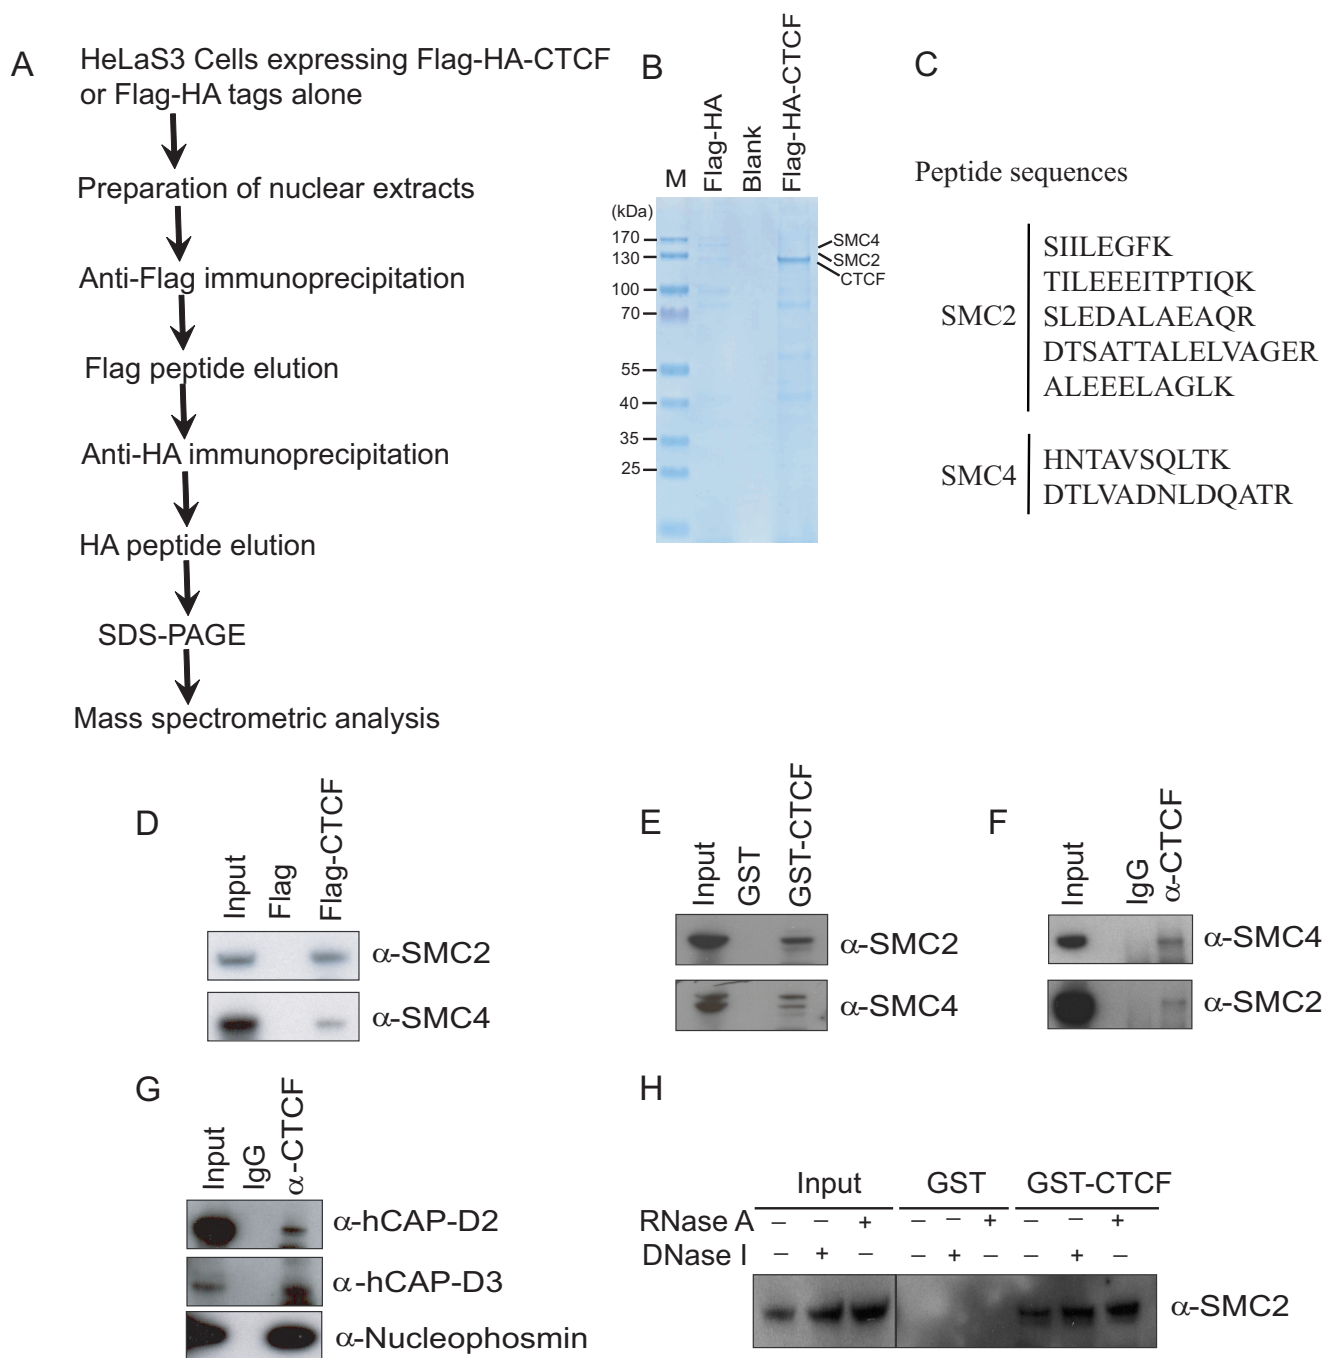 A
HeLaS3 Cells expressing Flag-HA-CTCF
or Flag-HA tags alone
Preparation of nuclear extracts
Anti-Flag immunoprecipitation
Flag peptide elution
Anti-HA immunoprecipitation
HA peptide elution
SDS-PAGE
Mass spectrometric analysis
B
M
Flag-HA
Blank
Flag-HA-CTCF
(kDa)
170
130
100
70
55
40
35
25
SMC4
SMC2
CTCF
C
Peptide sequences
SMC2
SIILEGFK
TILEEEITPTIQK
SLEDALAEAQR
DTSATTALELVAGER
ALEEELAGLK
SMC4
HNTAVSQLTK
DTLVADNLDQATR
D
Input
Flag
Flag-CTCF
α-SMC2
α-SMC4
E
Input
GST
GST-CTCF
α-SMC2
α-SMC4
F
Input
IgG
α-CTCF
α-SMC4
α-SMC2
G
Input
IgG
α-CTCF
α-hCAP-D2
α-hCAP-D3
α-Nucleophosmin
H
Input GST GST-CTCF
RNase A – – + – – + – – +
DNase I – + – – + – – + –
α-SMC2